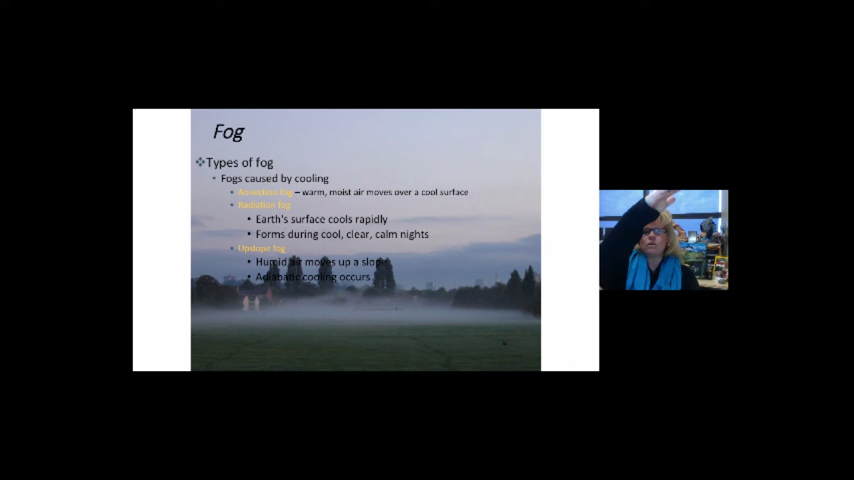 Fog
❖Types of fog
• Fogs caused by cooling
• Advection fog – warm, moist air moves over a cool surface
• Radiation fog
• Earth's surface cools rapidly
• Forms during cool, clear, calm nights
• Upslope fog
• Humid air moves up a slope
• Adiabatic cooling occurs